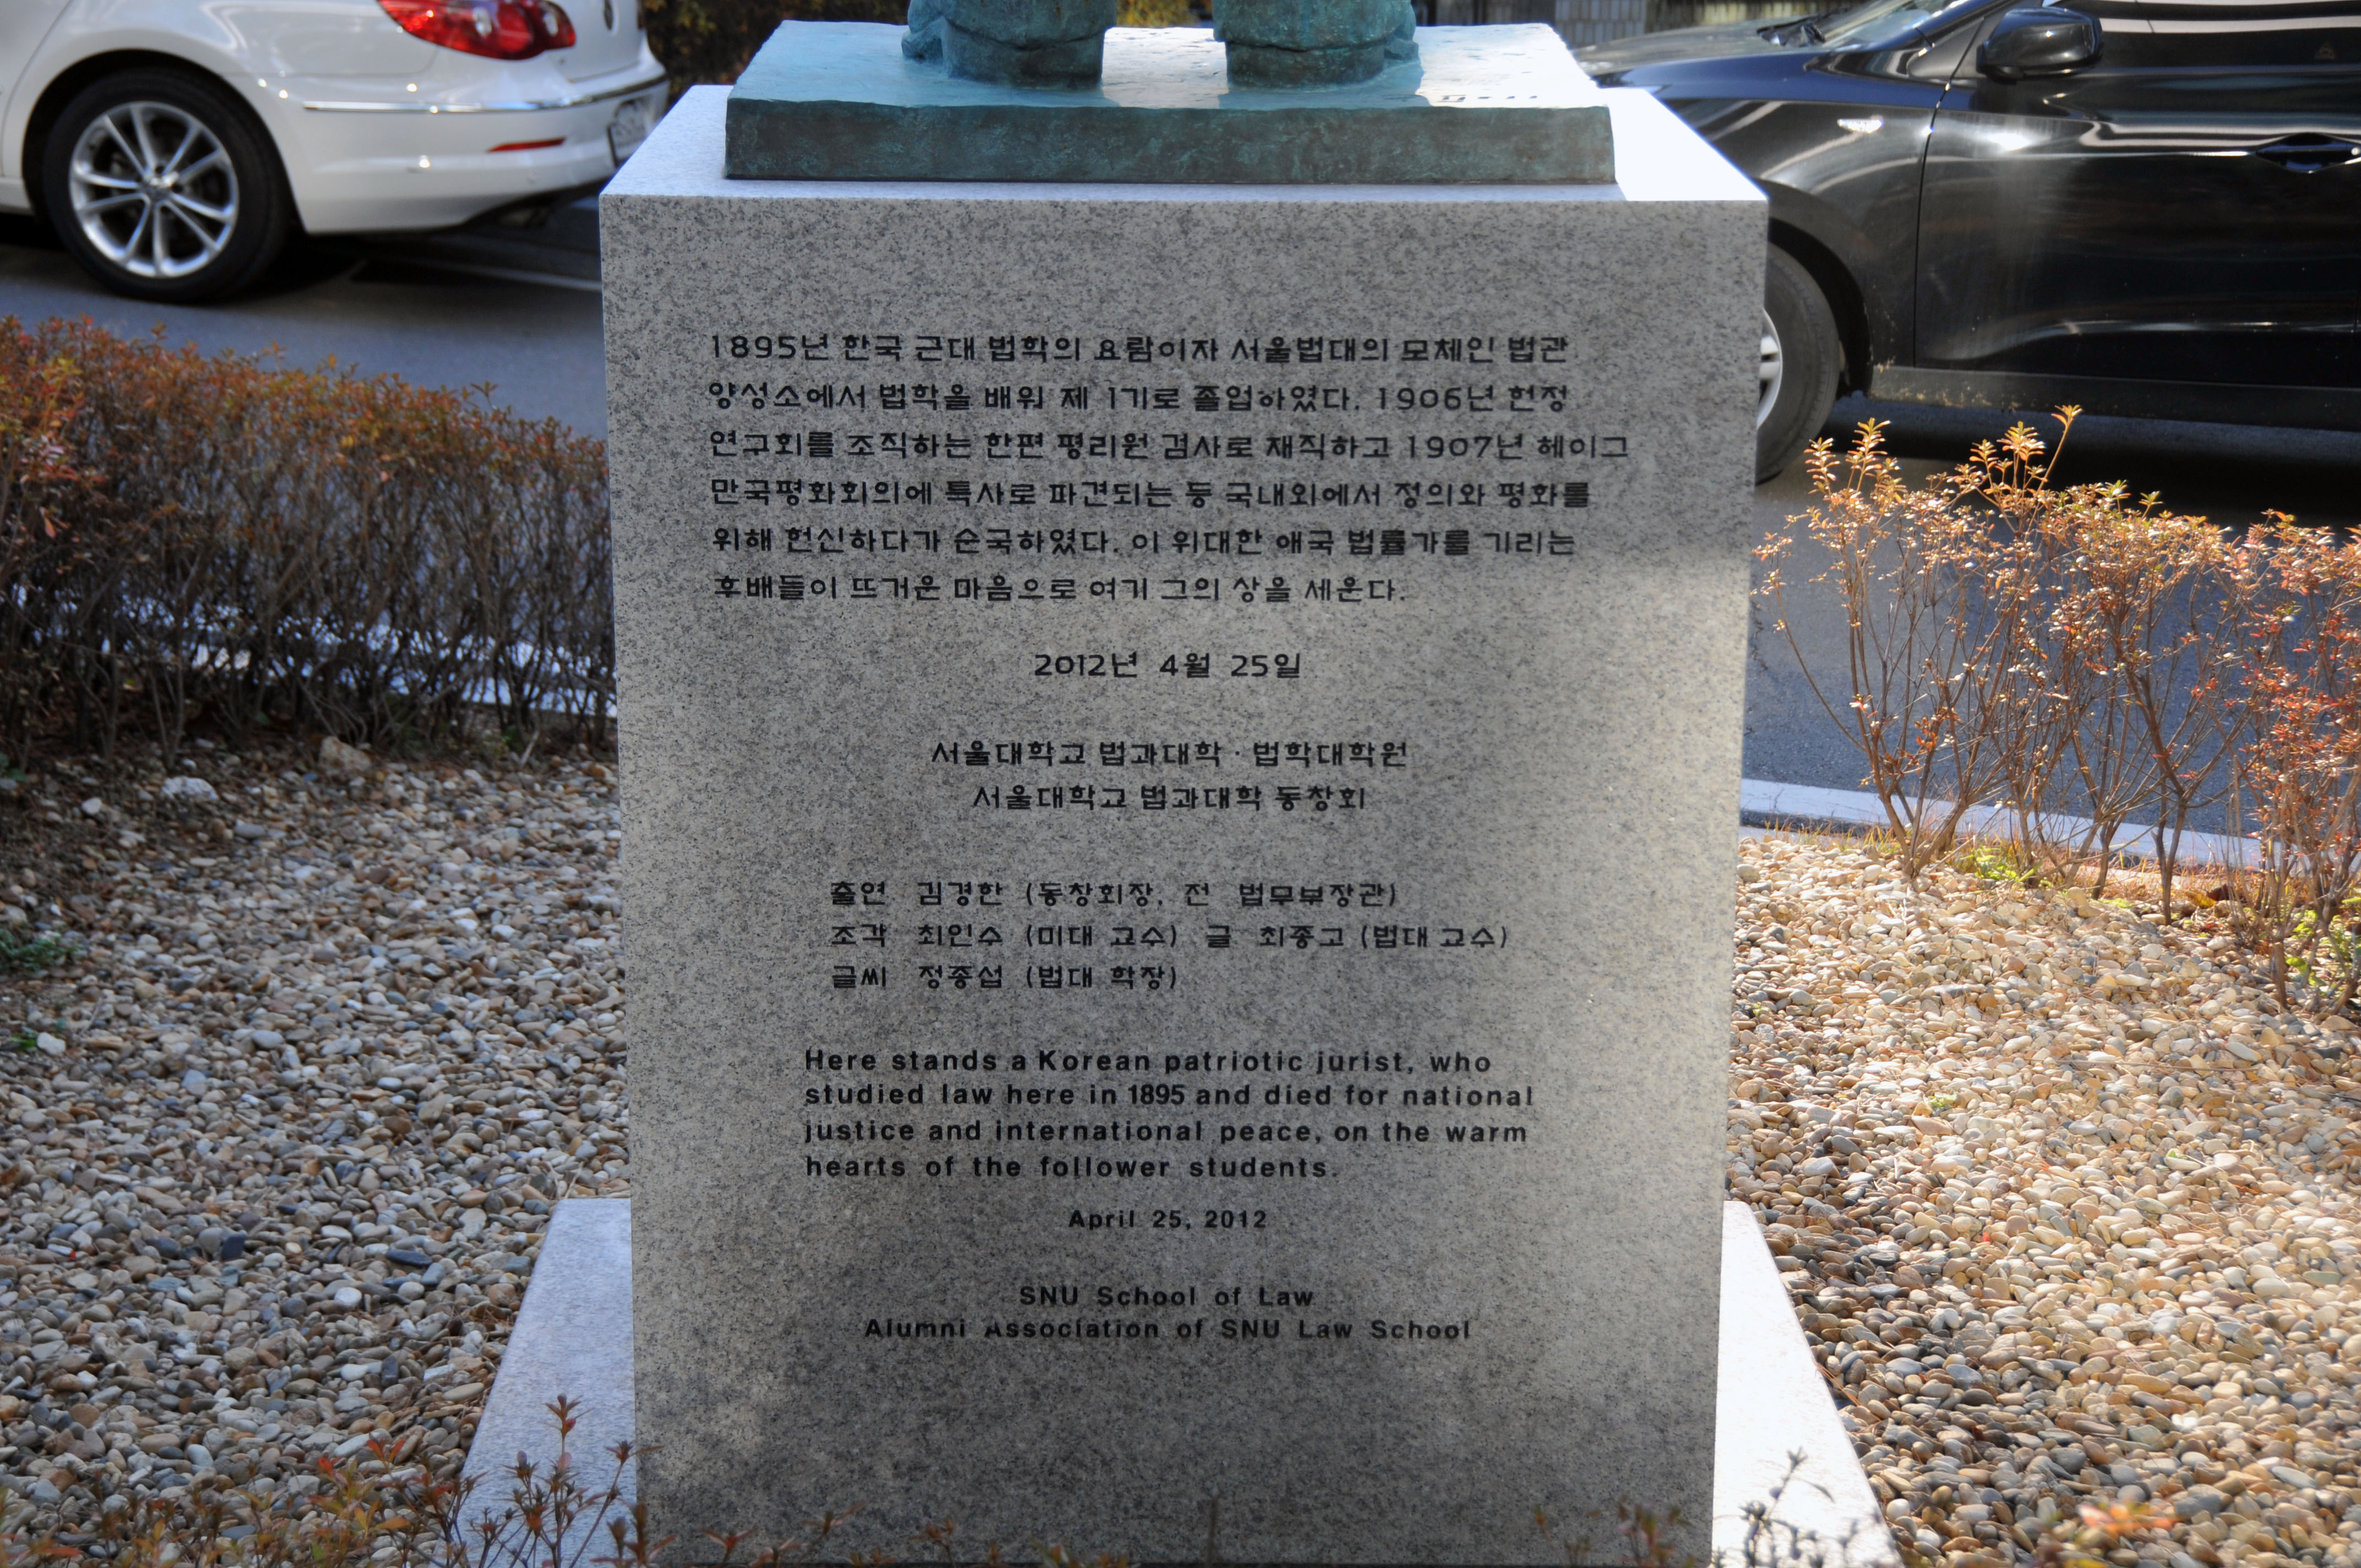 1895년 한국 근대 법학의 요람이자 서울법대의 모체인 법관
양성소에서 법학을 배워 제 1기로 졸업하였다. 1906년 헌정
연구회를 조직하는 한편 평리원 검사로 재직하고 1907년 헤이그
만국평화회의에 특사로 파견되는 등 국내외에서 정의와 평화를
위해 헌신하다가 순국하였다. 이 위대한 애국 법률가를 기리는
후배들이 뜨거운 마음으로 여기 그의 상을 세운다.
2012년 4월 25일
서울대학교 법과대학 · 법학대학원
서울대학교 법과대학 동창회
출연 김경한 (동창회장, 전 법무부장관)
조각 최인수 (미대 교수) 글 최종고 (법대 교수)
글씨 정종섭 (법대 학장)
Here stands a Korean patriotic jurist, who
studied law here in 1895 and died for national
justice and international peace, on the warm
hearts of the follower students.
April 25, 2012
SNU School of Law
Alumni Association of SNU Law School